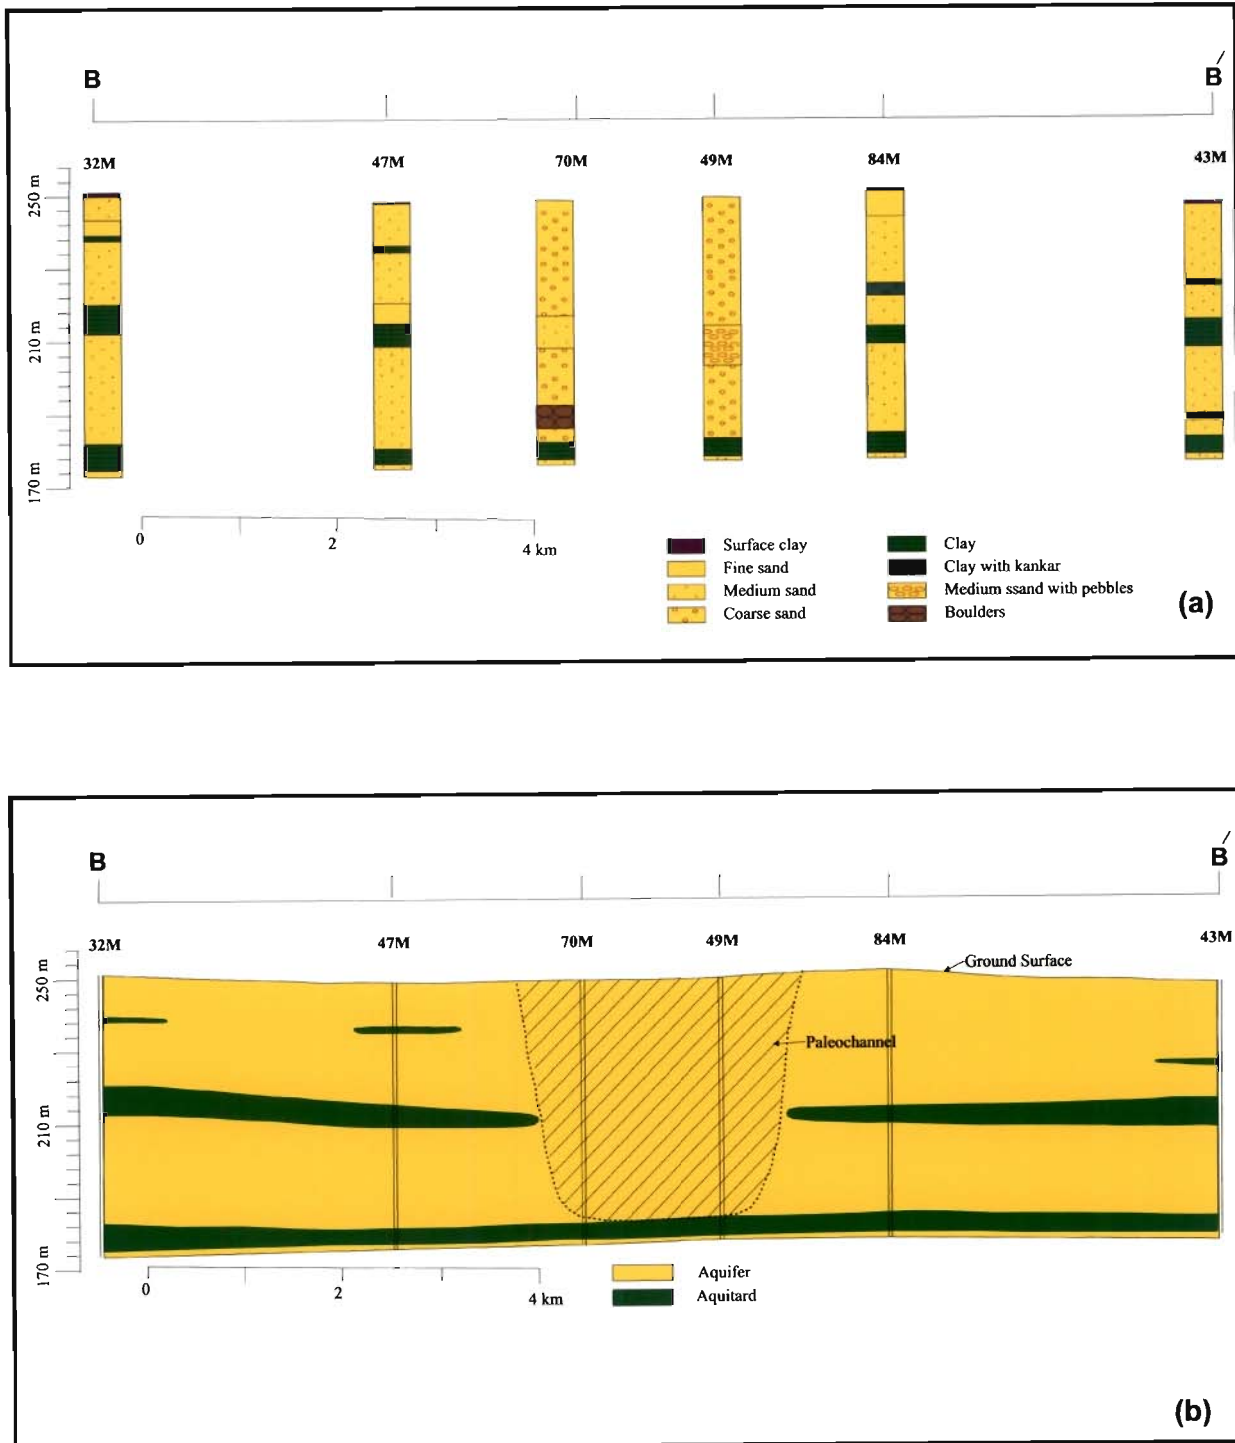 B B′
32M 47M 70M 49M 84M 43M
250 m
210 m
170 m
0 2 4 km
Surface clay
Fine sand
Medium sand
Coarse sand
Clay
Clay with kankar
Medium ssand with pebbles
Boulders
(a)
B B′
32M 47M 70M 49M 84M 43M
Ground Surface
250 m
Paleochannel
210 m
170 m
0 2 4 km
Aquifer
Aquitard
(b)